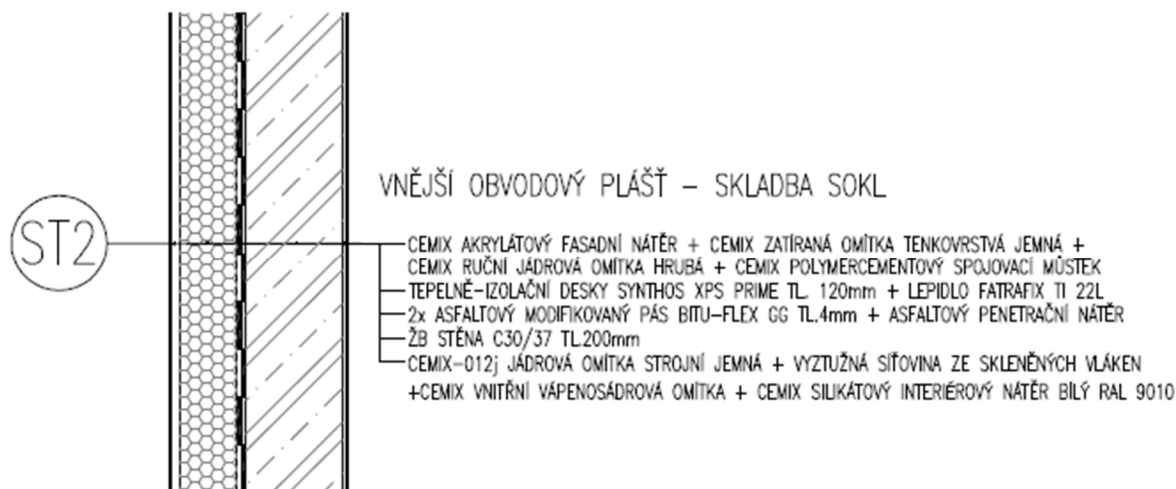 VNĚJŠÍ OBVODOVÝ PLÁŠŤ – SKLADBA SOKL
ST2
CEMIX AKRYLÁTOVÝ FASADNÍ NÁTĚR + CEMIX ZATÍRANÁ OMÍTKA TENKOVRSTVÁ JEMNÁ +
CEMIX RUČNÍ JÁDROVÁ OMÍTKA HRUBÁ + CEMIX POLYMERCEMENTOVÝ SPOJOVACÍ MŮSTEK
TEPELNĚ-IZOLAČNÍ DESKY SYNTHOS XPS PRIME TL. 120mm + LEPIDLO FATRAFIX TI 22L
2x ASFALTOVÝ MODIFIKOVANÝ PÁS BITU-FLEX GG TL.4mm + ASFALTOVÝ PENETRAČNÍ NÁTĚR
ŽB STĚNA C30/37 TL.200mm
CEMIX-012j JÁDROVÁ OMÍTKA STROJNÍ JEMNÁ + VYZTUŽNÁ SÍŤOVINA ZE SKLENĚNÝCH VLÁKEN
+CEMIX VNITŘNÍ VÁPENOSÁDROVÁ OMÍTKA + CEMIX SILIKÁTOVÝ INTERIÉROVÝ NÁTĚR BÍLÝ RAL 9010